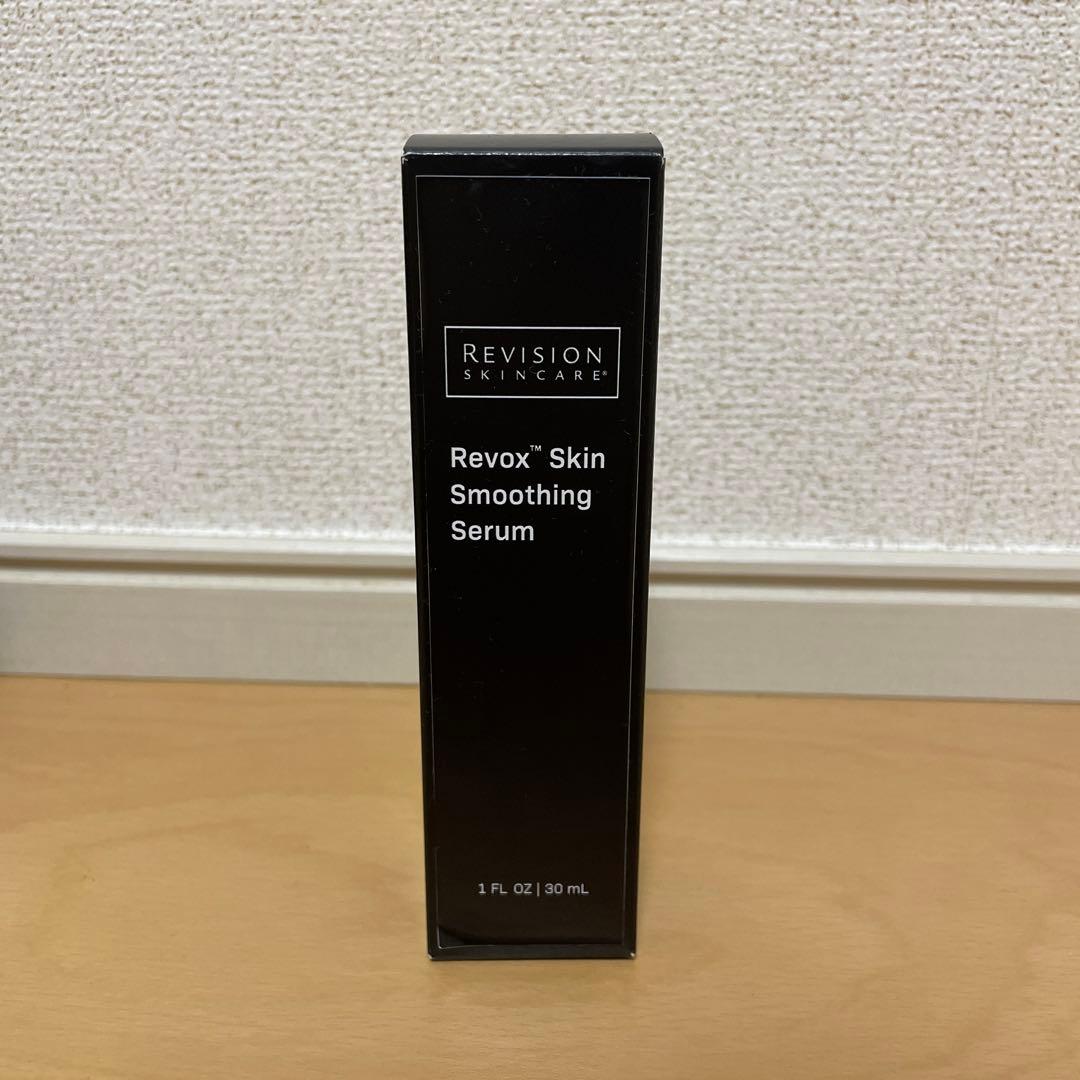 REVISION
SKINCARE®
Revox™ Skin
Smoothing
Serum
1 FL OZ | 30 mL